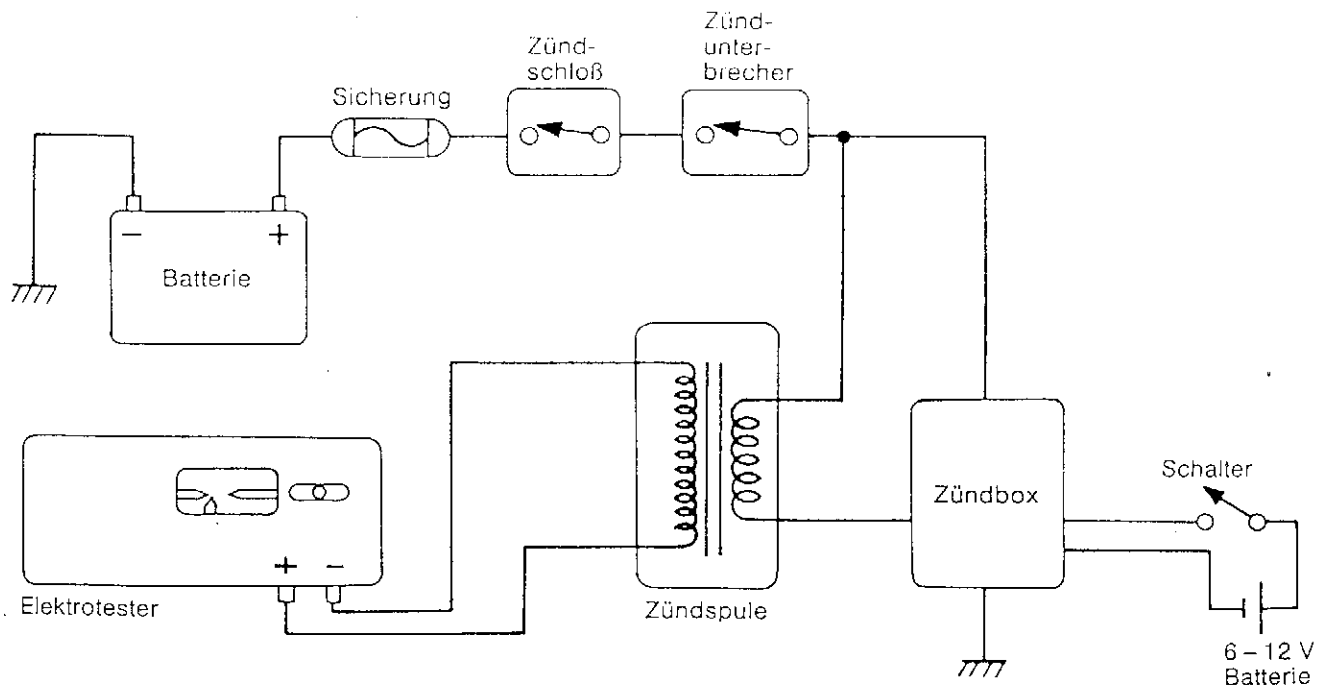 Zünd-
schloß
Zünd-
unter-
brecher
Sicherung
− +
Batterie
Zündbox
Schalter
+ −
Elektrotester
Zündspule
6 – 12 V
Batterie